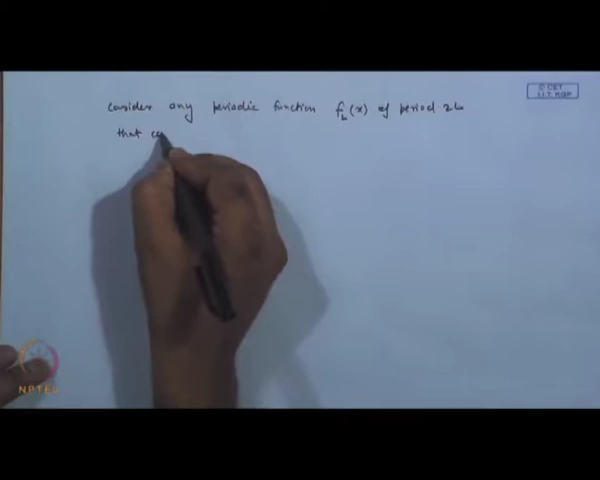 consider any periodic function f_L(x) of period 2L
that
© CET
I.I.T. KGP
NPTEL